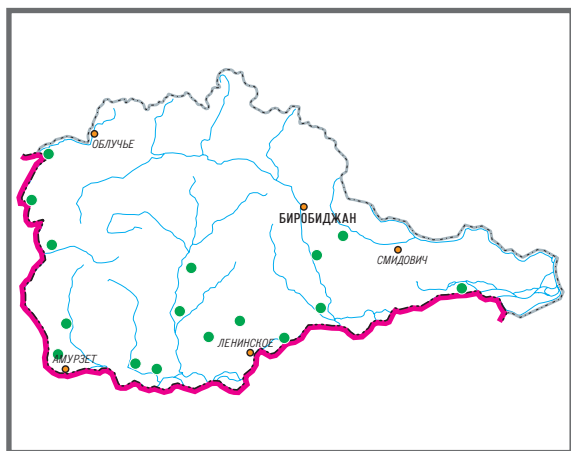 ОБЛУЧЬЕ
БИРОБИДЖАН
СМИДОВИЧ
ЛЕНИНСКОЕ
АМУРЗЕТ